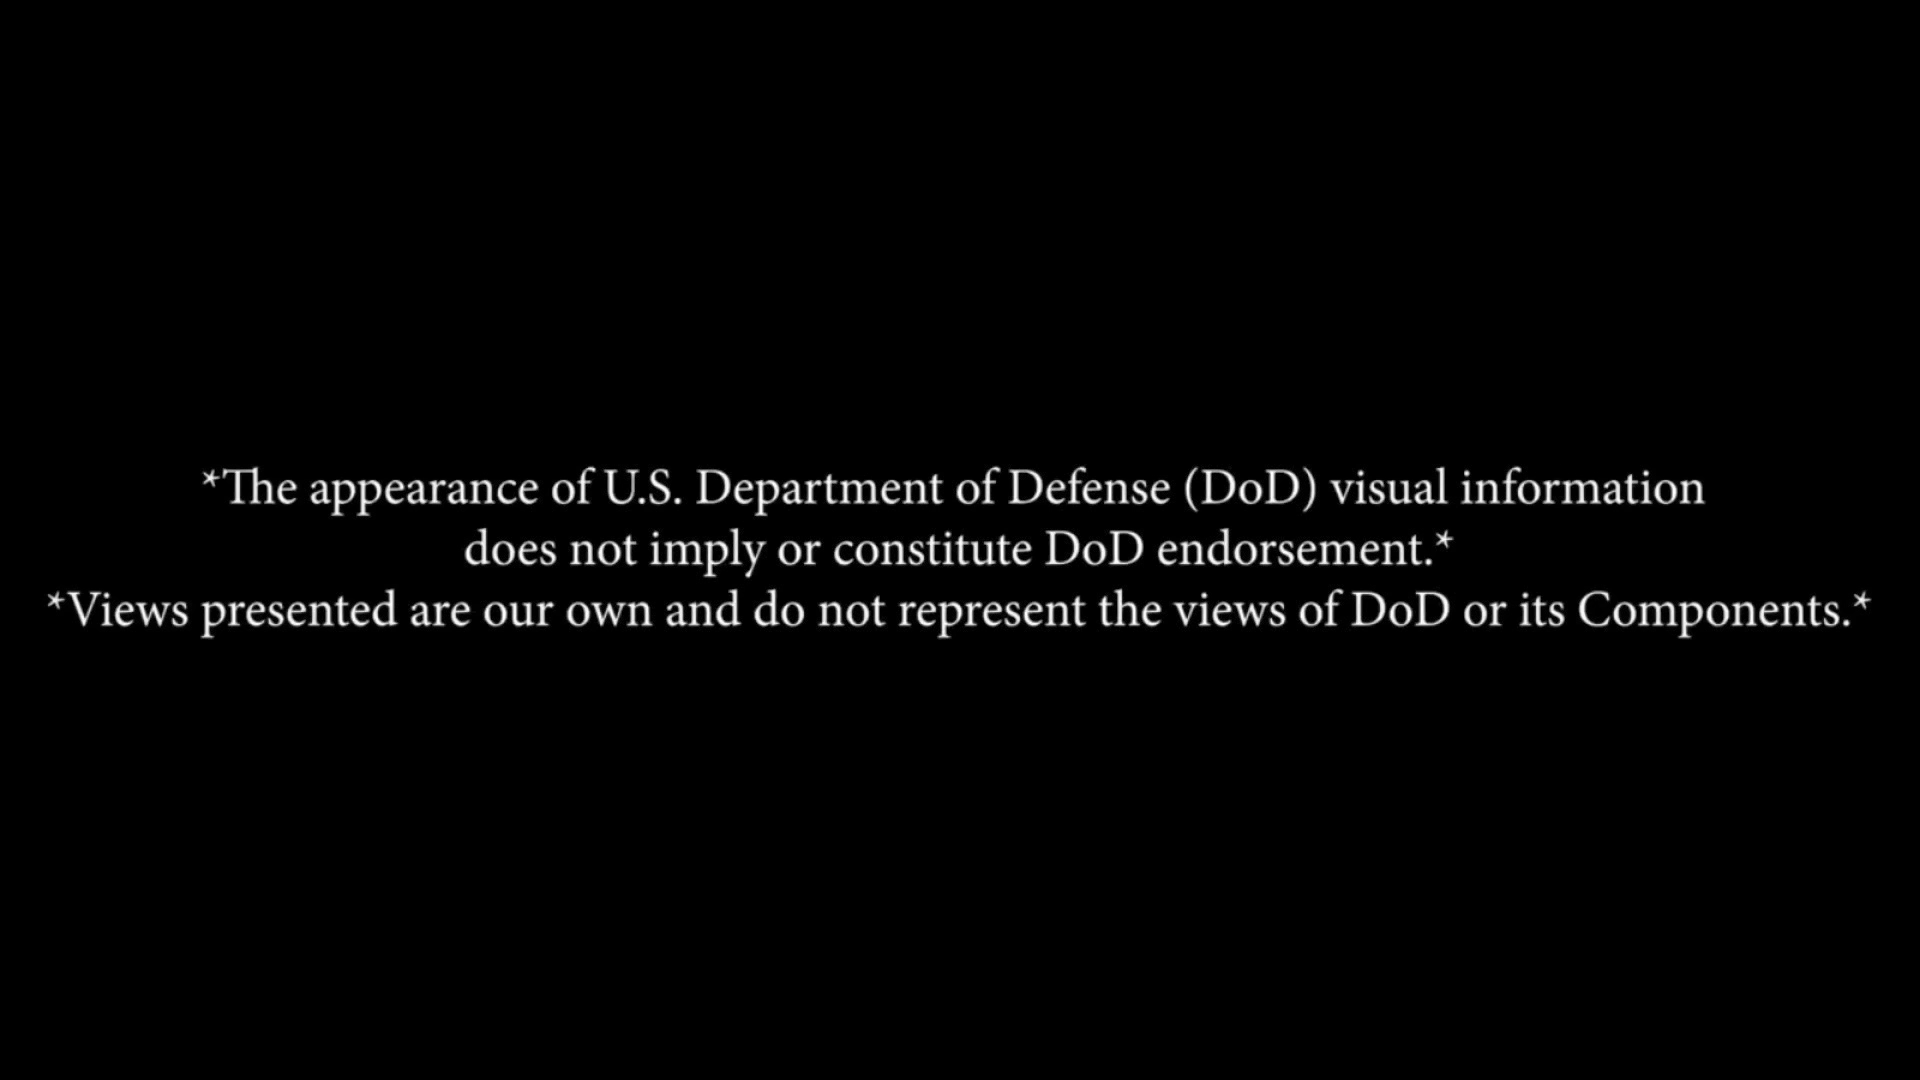 *The appearance of U.S. Department of Defense (DoD) visual information
does not imply or constitute DoD endorsement.*
*Views presented are our own and do not represent the views of DoD or its Components.*